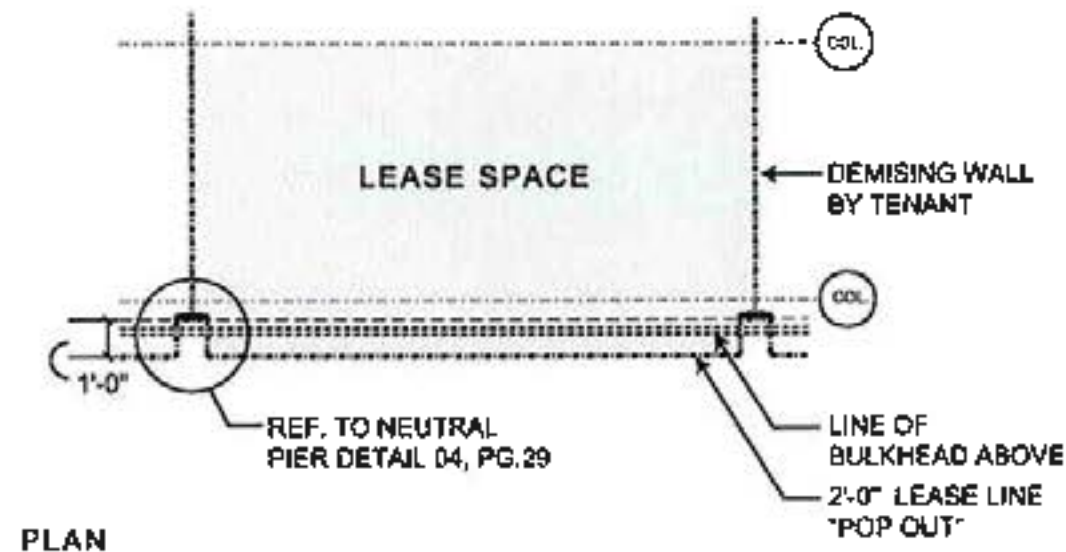 COL.
LEASE SPACE
DEMISING WALL
BY TENANT
COL.
1'-0"
REF. TO NEUTRAL
PIER DETAIL 04, PG.29
LINE OF
BULKHEAD ABOVE
2'-0" LEASE LINE
"POP OUT"
PLAN